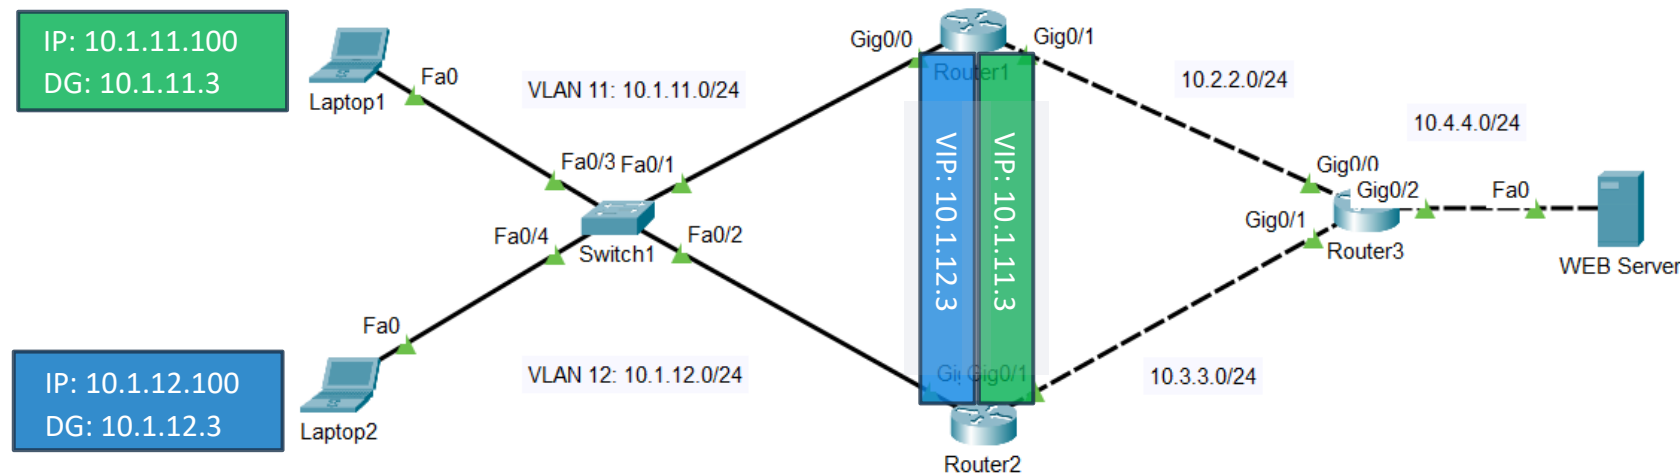 IP: 10.1.11.100
DG: 10.1.11.3
Laptop1
Fa0
VLAN 11: 10.1.11.0/24
Fa0/3
Fa0/1
Fa0/4
Fa0/2
Switch1
Gig0/0
Gig0/1
Router1
VIP: 10.1.12.3
VIP: 10.1.11.3
10.2.2.0/24
10.4.4.0/24
Gig0/0
Gig0/2
Fa0
Gig0/1
Router3
WEB Server
IP: 10.1.12.100
DG: 10.1.12.3
Fa0
Laptop2
VLAN 12: 10.1.12.0/24
Gig0/1
10.3.3.0/24
Router2